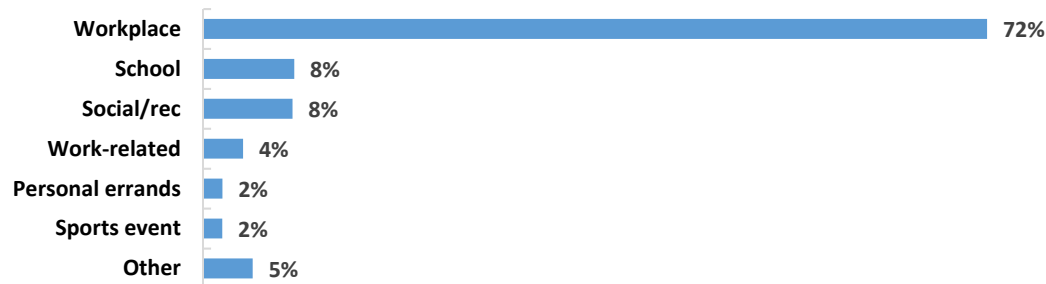 Workplace 72%
School 8%
Social/rec 8%
Work-related 4%
Personal errands 2%
Sports event 2%
Other 5%